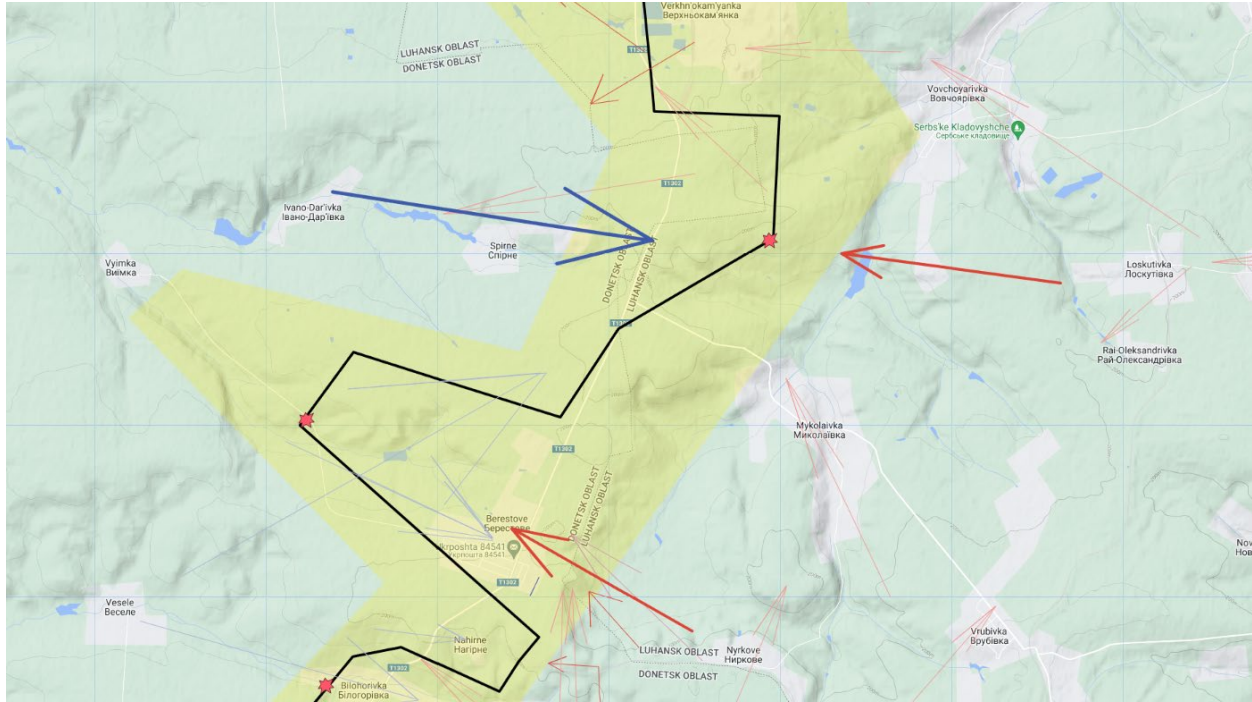 Verkhn'okam'yanka
Верхньокам'янка
T1302
LUHANSK OBLAST
DONETSK OBLAST
Vovchoyarivka
Вовчоярівка
Serbs'ke Kladovyshche
Сербське кладовище
T1302
Ivano-Dar'ivka
Івано-Дар'ївка
Spirne
Спірне
DONETSK OBLAST
LUHANSK OBLAST
Vyimka
Виїмка
Loskutivka
Лоскутівка
T1302
Rai-Oleksandrivka
Рай-Олександрівка
Mykolaivka
Миколаївка
T1302
DONETSK OBLAST
LUHANSK OBLAST
Berestove
Берестове
Ukrposhta 84541
Укрпошта 84541
T1302
Nov
Нов
Vesele
Веселе
Vrubivka
Врубівка
Nahirne
Нагірне
LUHANSK OBLAST
DONETSK OBLAST
Nyrkove
Ниркове
T1302
Bilohorivka
Білогорівка